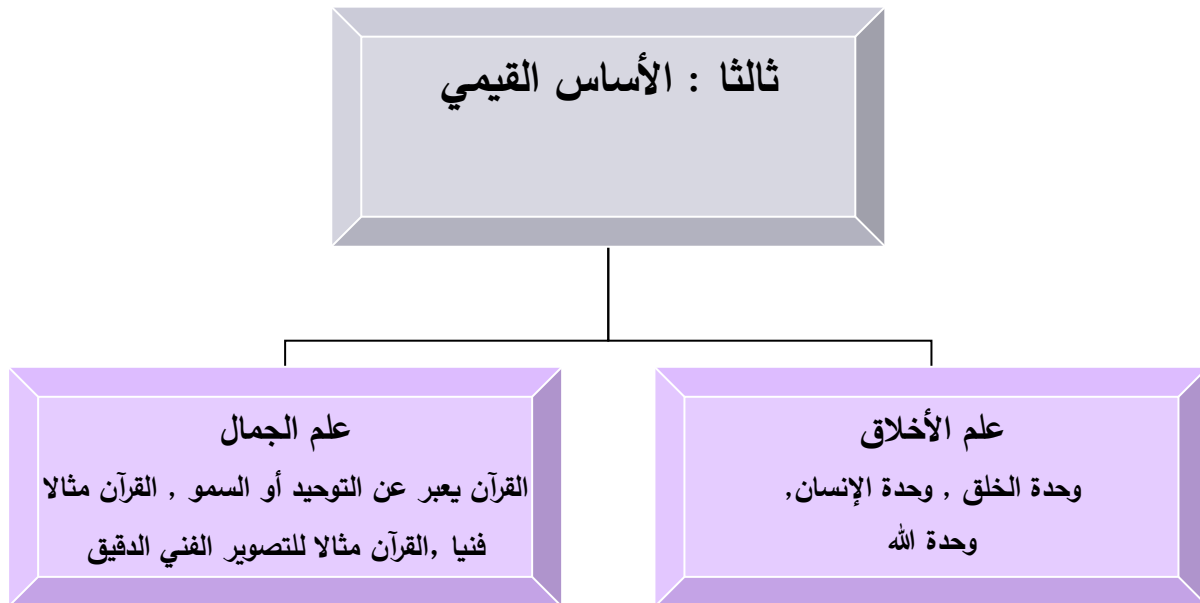 ثالثا : الأساس القيمي
علم الأخلاق
وحدة الخلق , وحدة الإنسان,
وحدة الله
علم الجمال
القرآن يعبر عن التوحيد أو السمو , القرآن مثالا
فنيا ,القرآن مثالا للتصوير الفني الدقيق